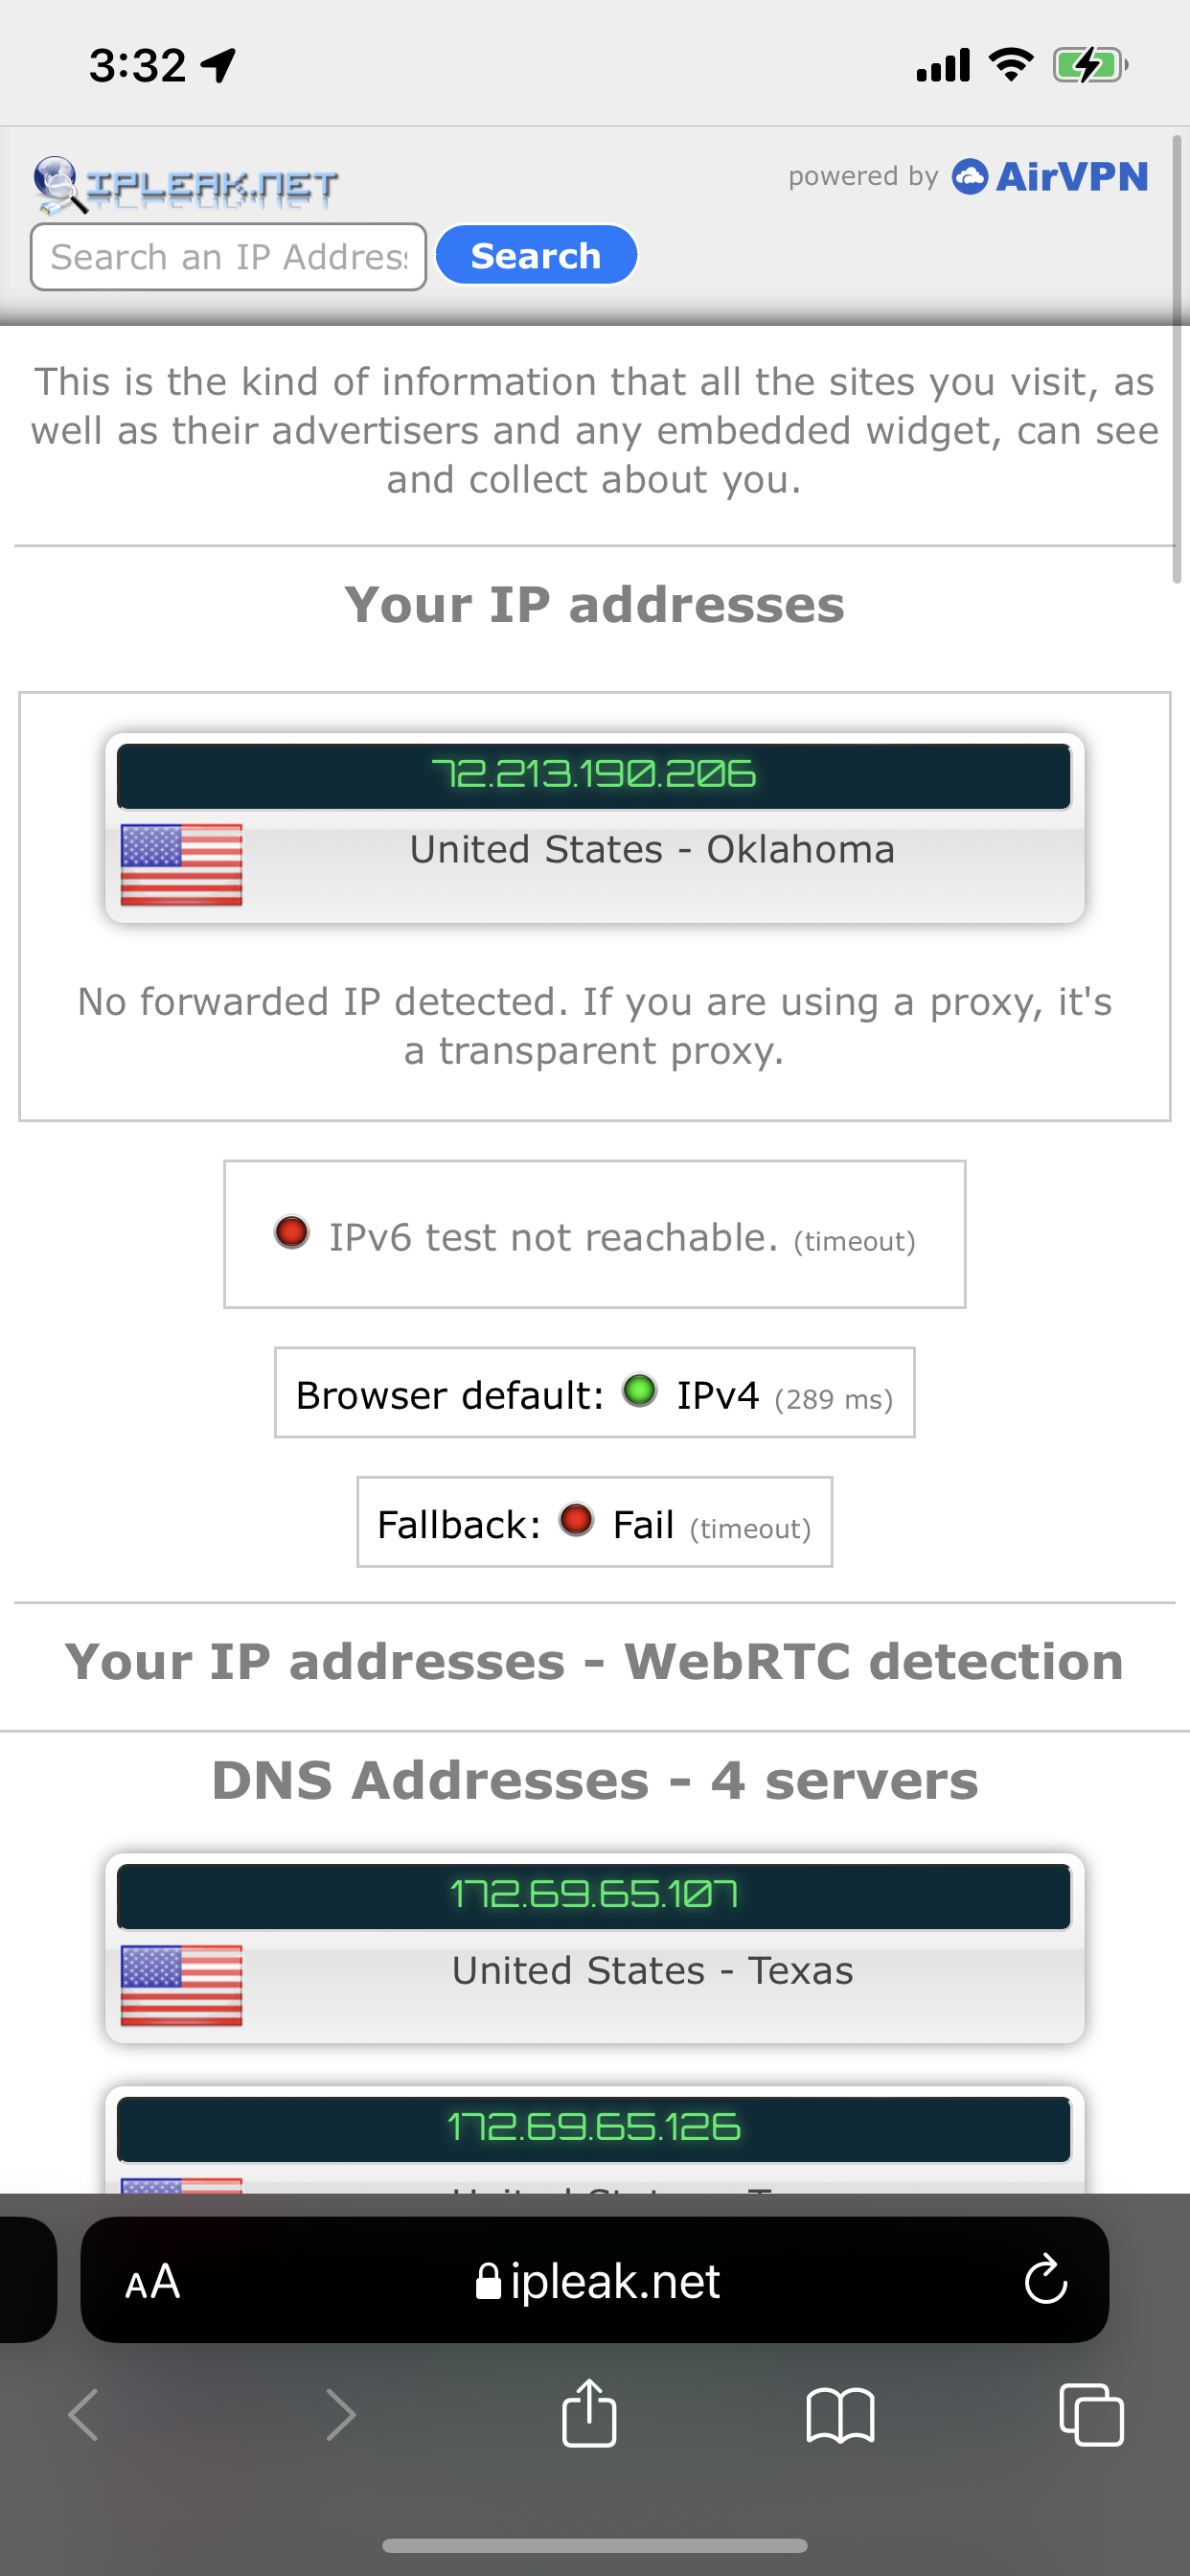 3:32
IPLEAK.NET
powered by AirVPN
Search an IP Address
Search
This is the kind of information that all the sites you visit, as
well as their advertisers and any embedded widget, can see
and collect about you.
Your IP addresses
72.213.190.206
United States - Oklahoma
No forwarded IP detected. If you are using a proxy, it's
a transparent proxy.
IPv6 test not reachable. (timeout)
Browser default: IPv4 (289 ms)
Fallback: Fail (timeout)
Your IP addresses - WebRTC detection
DNS Addresses - 4 servers
172.69.65.107
United States - Texas
172.69.65.126
AA
ipleak.net